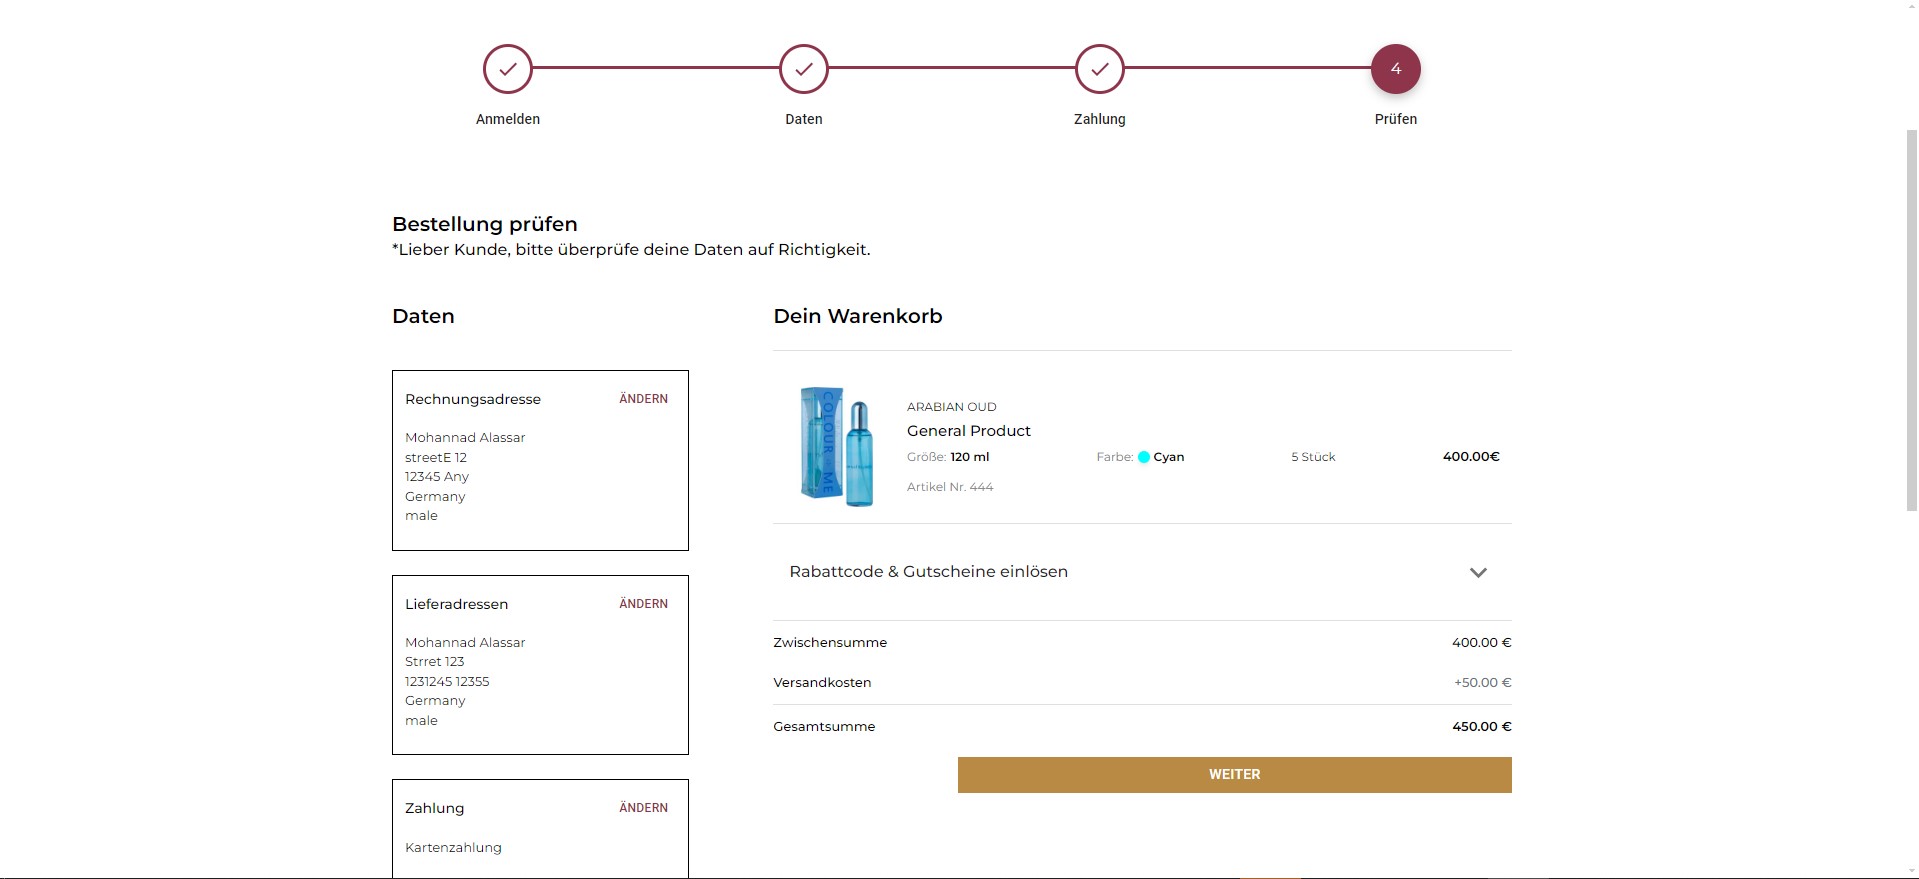 4
Anmelden
Daten
Zahlung
Prüfen
Bestellung prüfen
*Lieber Kunde, bitte überprüfe deine Daten auf Richtigkeit.
Daten
Rechnungsadresse ÄNDERN
Mohannad Alassar
streetE 12
12345 Any
Germany
male
Lieferadressen ÄNDERN
Mohannad Alassar
Strret 123
1231245 12355
Germany
male
Zahlung ÄNDERN
Kartenzahlung
Dein Warenkorb
COLOUR ME
ARABIAN OUD
General Product
Größe: 120 ml Farbe: Cyan 5 Stück 400.00€
Artikel Nr. 444
Rabattcode & Gutscheine einlösen
Zwischensumme 400.00 €
Versandkosten +50.00 €
Gesamtsumme 450.00 €
WEITER